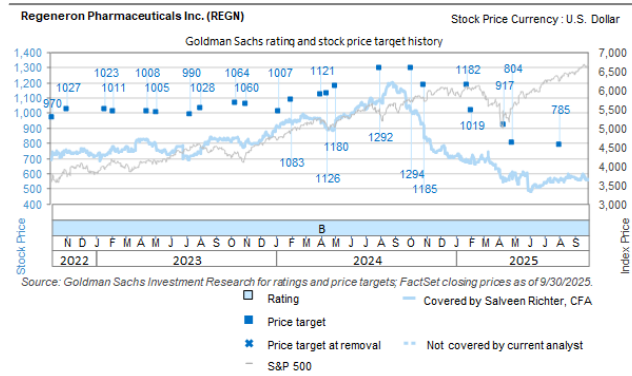 Regeneron Pharmaceuticals Inc. (REGN)
Stock Price Currency : U.S. Dollar
Goldman Sachs rating and stock price target history
1,400 7,000
1,300 6,500
1,200 6,000
1,100 5,500
1,000 5,000
900 4,500
800 4,000
700 3,500
600
500
400 3,000
1023 1008 990 1064 1007 1121 1182 804
970 1027 1011 1005 1028 1060 917
785
1083 1180 1292 1019
1126 1294 1185
Stock Price
Index Price
B
N D J F M A M J J A S O N D J F M A M J J A S O N D J F M A M J J A S
2022 2023 2024 2025
Source: Goldman Sachs Investment Research for ratings and price targets; FactSet closing prices as of 9/30/2025.
Rating Covered by Salveen Richter, CFA
Price target
Price target at removal Not covered by current analyst
S&P 500